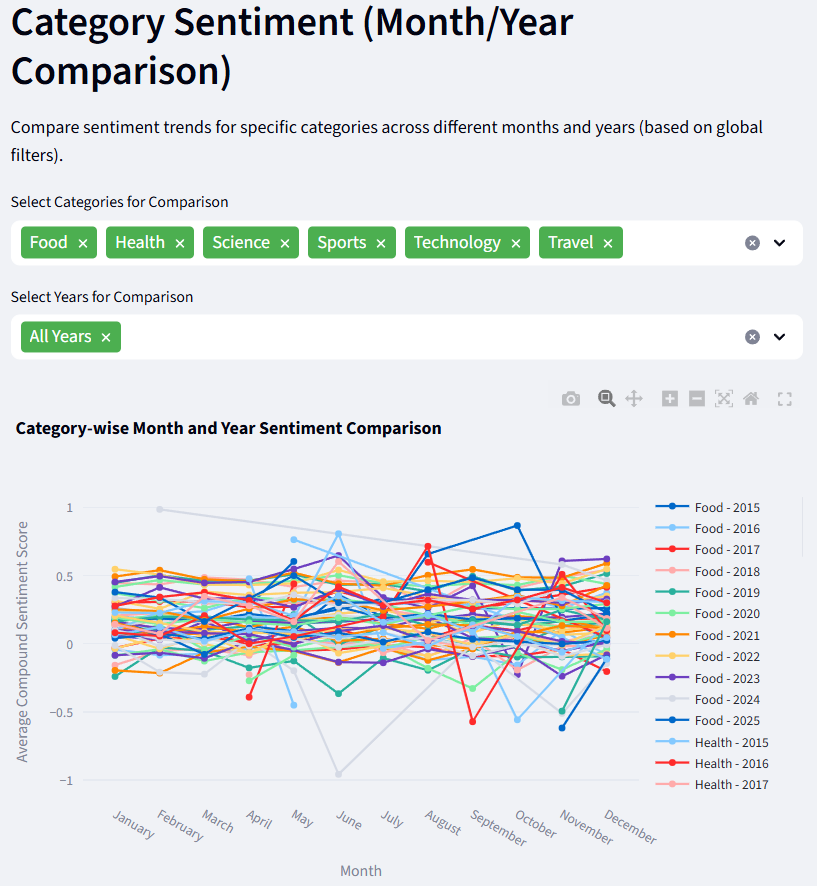 Category Sentiment (Month/Year
Comparison)
Compare sentiment trends for specific categories across different months and years (based on global
filters).
Select Categories for Comparison
Food × Health × Science × Sports × Technology × Travel ×
Select Years for Comparison
All Years ×
Category-wise Month and Year Sentiment Comparison
Average Compound Sentiment Score
1
0.5
0
−0.5
−1
January February March April May June July August September October November December
Month
Food - 2015
Food - 2016
Food - 2017
Food - 2018
Food - 2019
Food - 2020
Food - 2021
Food - 2022
Food - 2023
Food - 2024
Food - 2025
Health - 2015
Health - 2016
Health - 2017